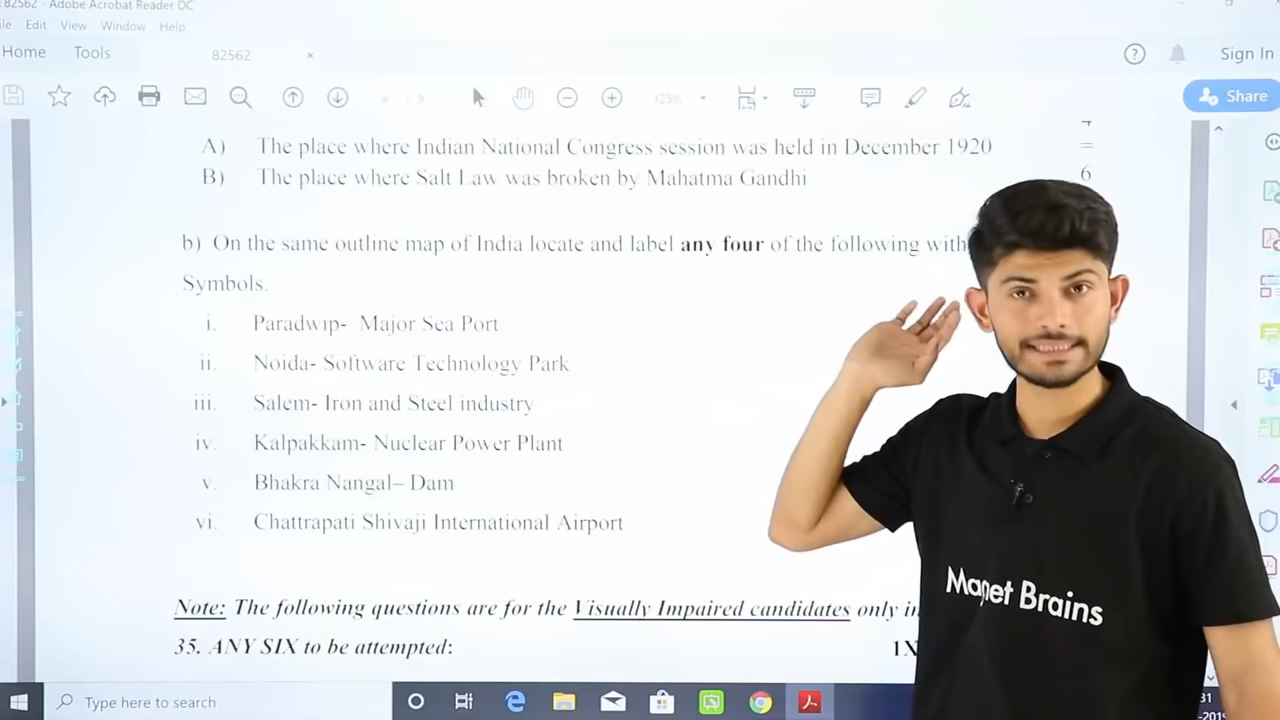 82562 - Adobe Acrobat Reader DC
File Edit View Window Help
Home Tools 82562 × Sign In
125% Share
A) The place where Indian National Congress session was held in December 1920
=
B) The place where Salt Law was broken by Mahatma Gandhi 6
b) On the same outline map of India locate and label any four of the following with
Symbols.
i. Paradwip- Major Sea Port
ii. Noida- Software Technology Park
iii. Salem- Iron and Steel industry
iv. Kalpakkam- Nuclear Power Plant
v. Bhakra Nangal– Dam
vi. Chattrapati Shivaji International Airport
Magnet Brains
Note: The following questions are for the Visually Impaired candidates only in
35. ANY SIX to be attempted: 1X
Type here to search